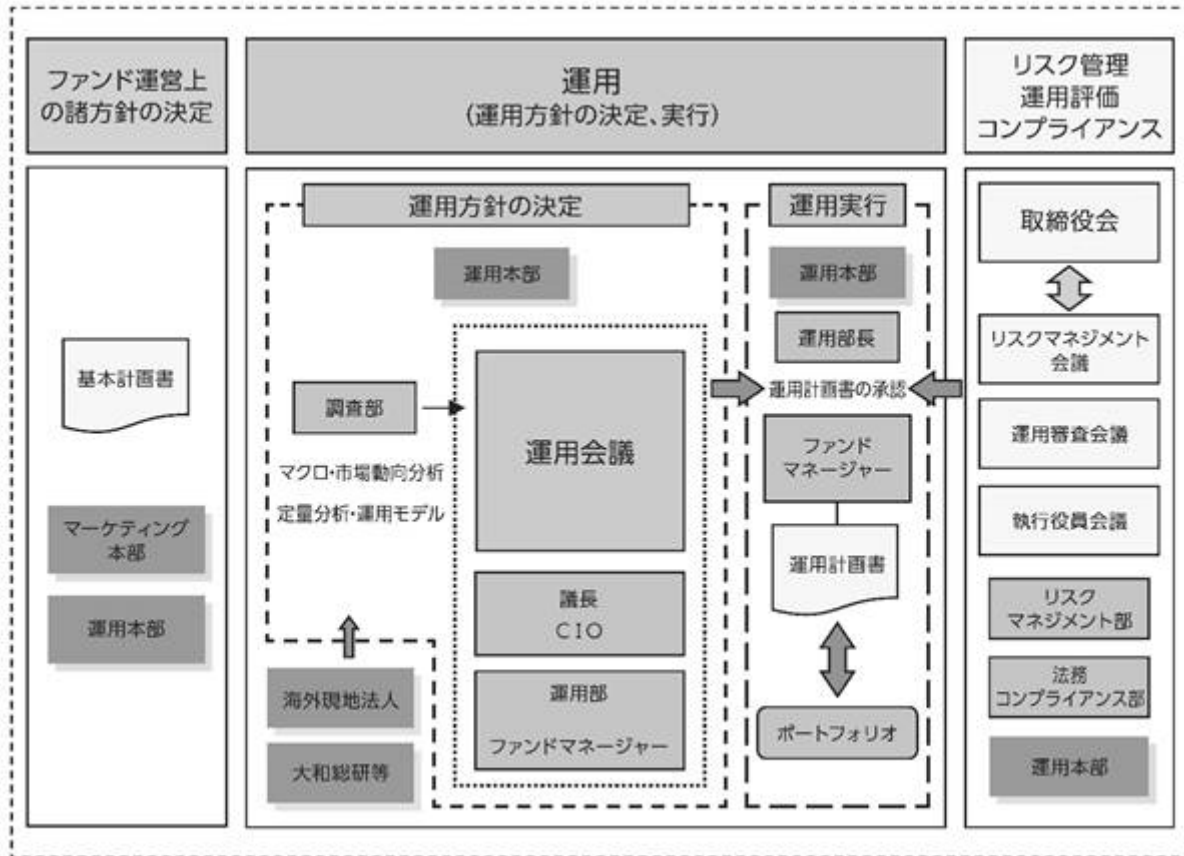 ファンド運営上
の諸方針の決定
運用
(運用方針の決定、実行)
リスク管理
運用評価
コンプライアンス
基本計画書
マーケティング
本部
運用本部
運用方針の決定
運用本部
調査部
マクロ・市場動向分析
定量分析・運用モデル
運用会議
議長
CIO
運用部
ファンドマネージャー
海外現地法人
大和総研等
運用実行
運用本部
運用部長
運用計画書の承認
ファンド
マネージャー
運用計画書
ポートフォリオ
取締役会
リスクマネジメント
会議
運用審査会議
執行役員会議
リスク
マネジメント部
法務
コンプライアンス部
運用本部